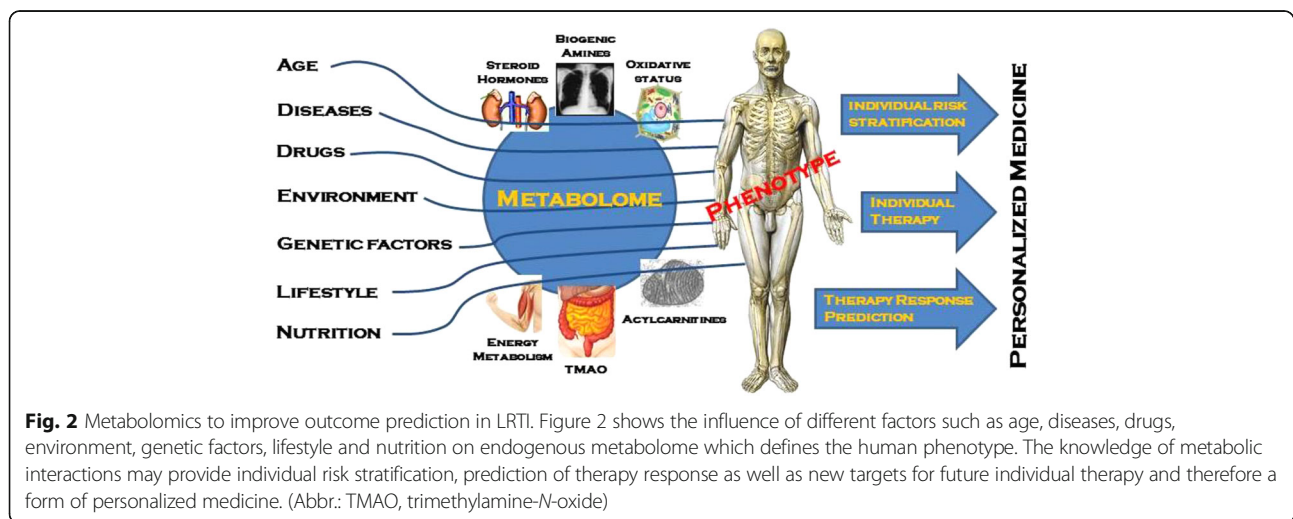 AGE
DISEASES
DRUGS
ENVIRONMENT
GENETIC FACTORS
LIFESTYLE
NUTRITION
STEROID
HORMONES
BIOGENIC
AMINES
OXIDATIVE
STATUS
METABOLOME
ENERGY
METABOLISM
TMAO
ACYLCARNITINES
PHENOTYPE
INDIVIDUAL RISK
STRATIFICATION
INDIVIDUAL
THERAPY
THERAPY RESPONSE
PREDICTION
PERSONALIZED MEDICINE
Fig. 2 Metabolomics to improve outcome prediction in LRTI. Figure 2 shows the influence of different factors such as age, diseases, drugs,
environment, genetic factors, lifestyle and nutrition on endogenous metabolome which defines the human phenotype. The knowledge of metabolic
interactions may provide individual risk stratification, prediction of therapy response as well as new targets for future individual therapy and therefore a
form of personalized medicine. (Abbr.: TMAO, trimethylamine-N-oxide)